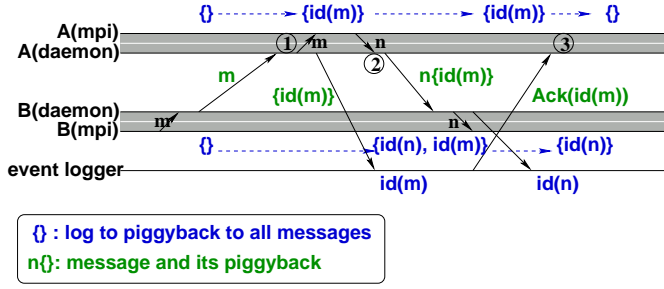 {} {id(m)} {id(m)} {}
A(mpi)
1 m n 3
A(daemon)
2
m {id(m)} n{id(m)} Ack(id(m))
B(daemon)
m n
B(mpi)
{} {id(n), id(m)} {id(n)}
event logger
id(m) id(n)
{} : log to piggyback to all messages
n{}: message and its piggyback